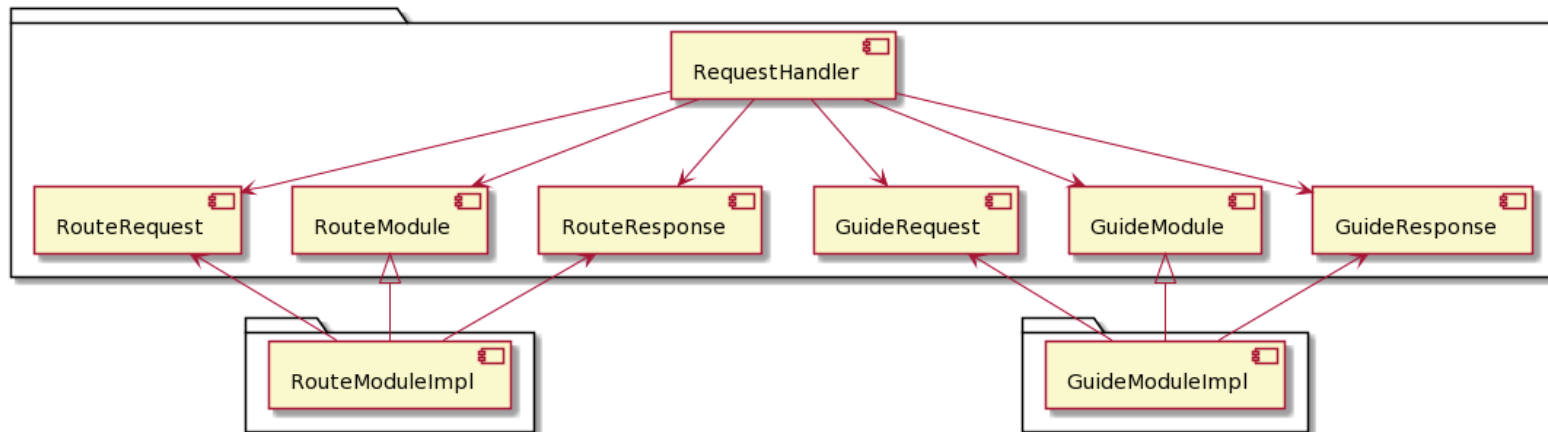 RequestHandler
RouteRequest
RouteModule
RouteResponse
GuideRequest
GuideModule
GuideResponse
RouteModuleImpl
GuideModuleImpl